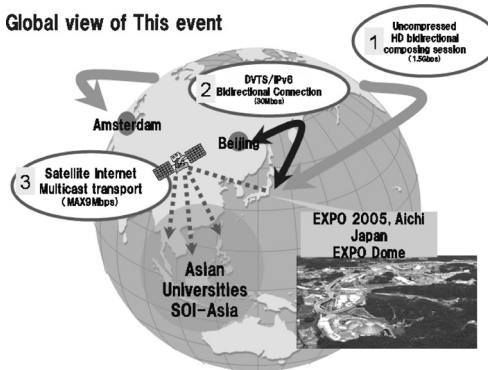 Global view of This event
1
Uncompressed
HD bidirectional
composing session
(1.5Gbps)
2
DVTS/IPv6
Bidirectional Connection
(30Mbps)
Amsterdam
Beijing
3
Satellite Internet
Multicast transport
(MAX9Mbps)
EXPO 2005, Aichi
Japan
EXPO Dome
Asian
Universities
SOI-Asia